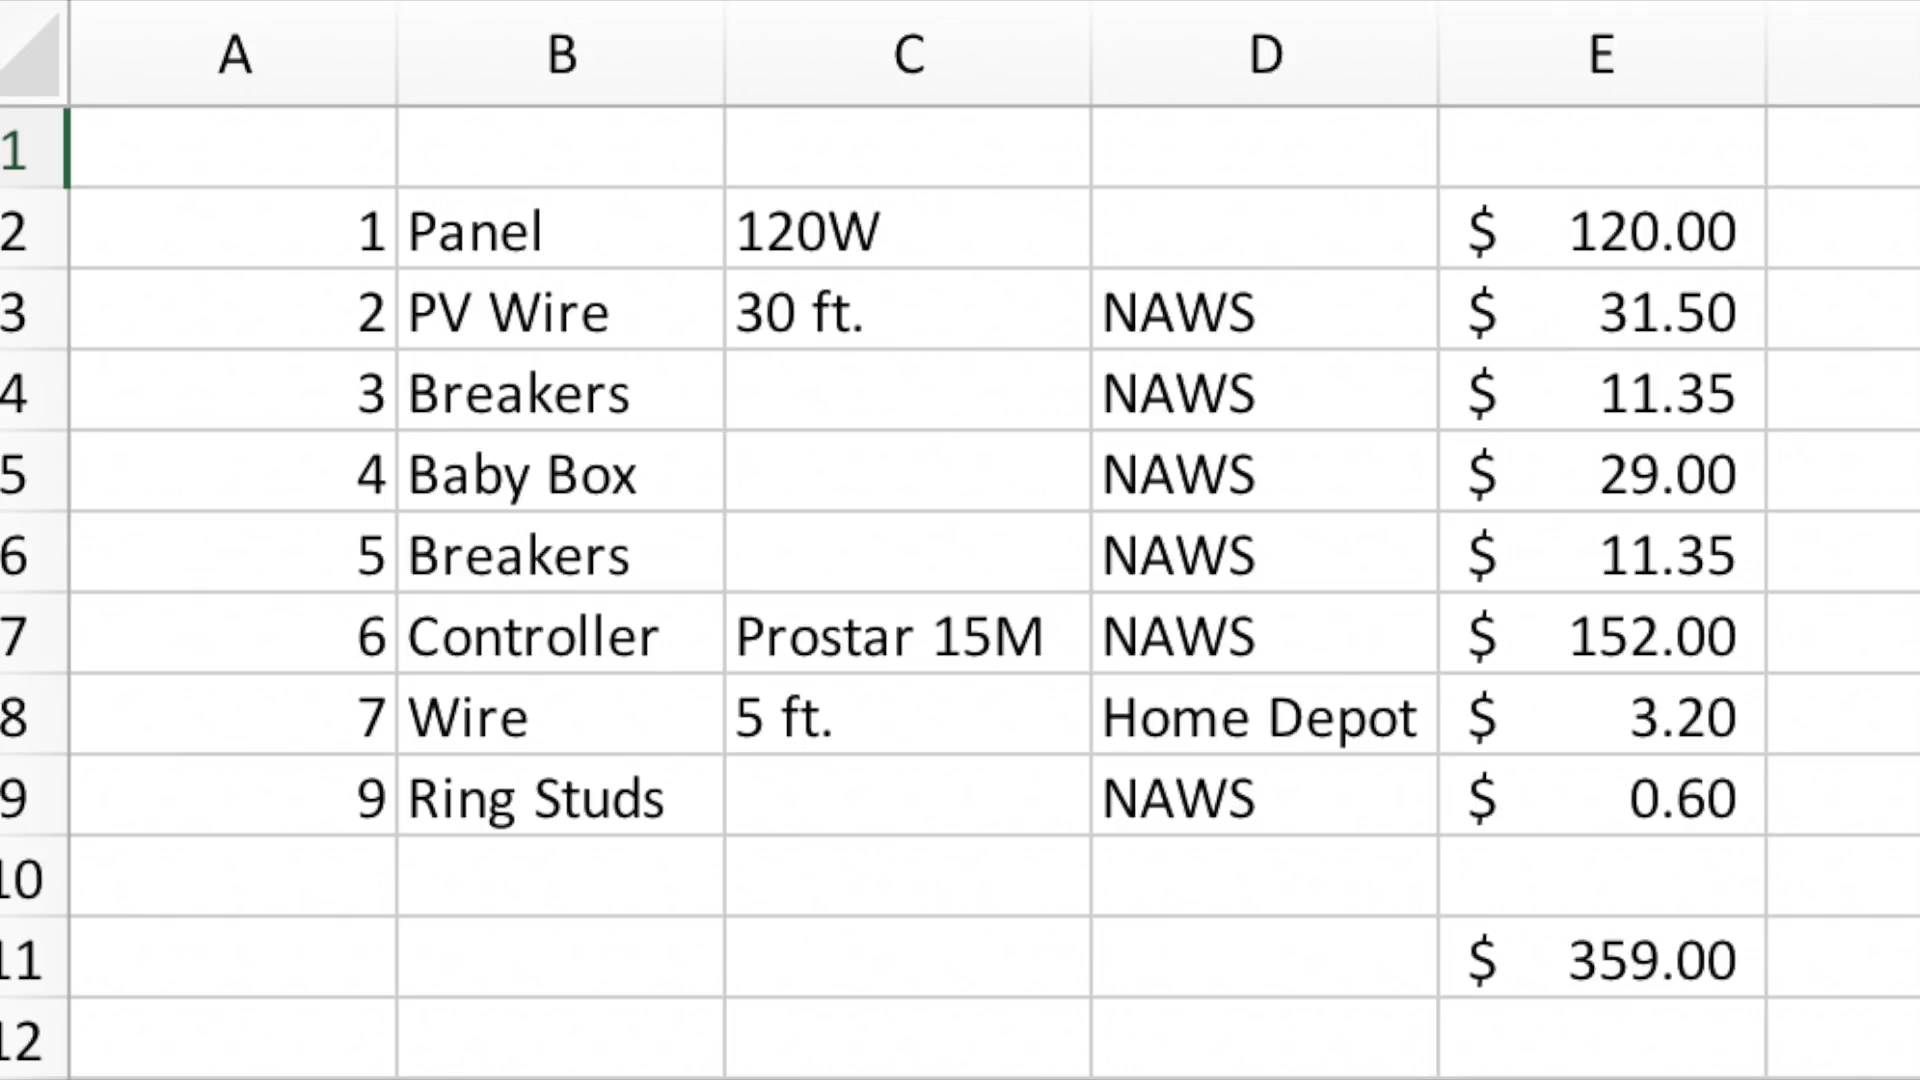 A B C D E
1
2 1 Panel 120W $ 120.00
3 2 PV Wire 30 ft. NAWS $ 31.50
4 3 Breakers NAWS $ 11.35
5 4 Baby Box NAWS $ 29.00
6 5 Breakers NAWS $ 11.35
7 6 Controller Prostar 15M NAWS $ 152.00
8 7 Wire 5 ft. Home Depot $ 3.20
9 9 Ring Studs NAWS $ 0.60
10
11 $ 359.00
12